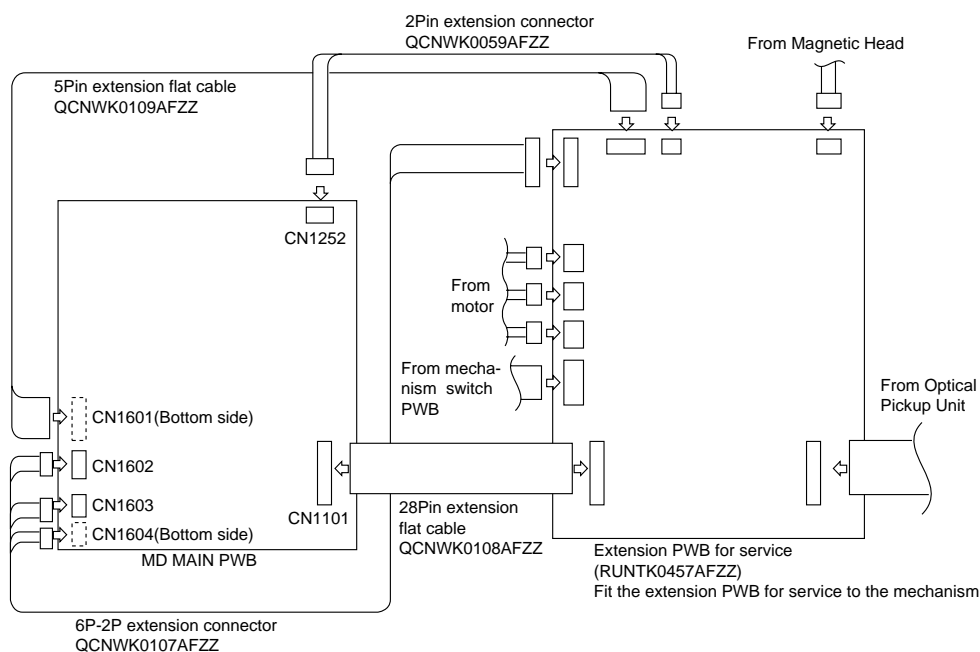 2Pin extension connector
QCNWK0059AFZZ
From Magnetic Head
5Pin extension flat cable
QCNWK0109AFZZ
CN1252
From
motor
From mecha-
nism switch
PWB
From Optical
Pickup Unit
CN1601(Bottom side)
CN1602
CN1603
CN1604(Bottom side)
CN1101
MD MAIN PWB
28Pin extension
flat cable
QCNWK0108AFZZ
Extension PWB for service
(RUNTK0457AFZZ)
Fit the extension PWB for service to the mechanism
6P-2P extension connector
QCNWK0107AFZZ